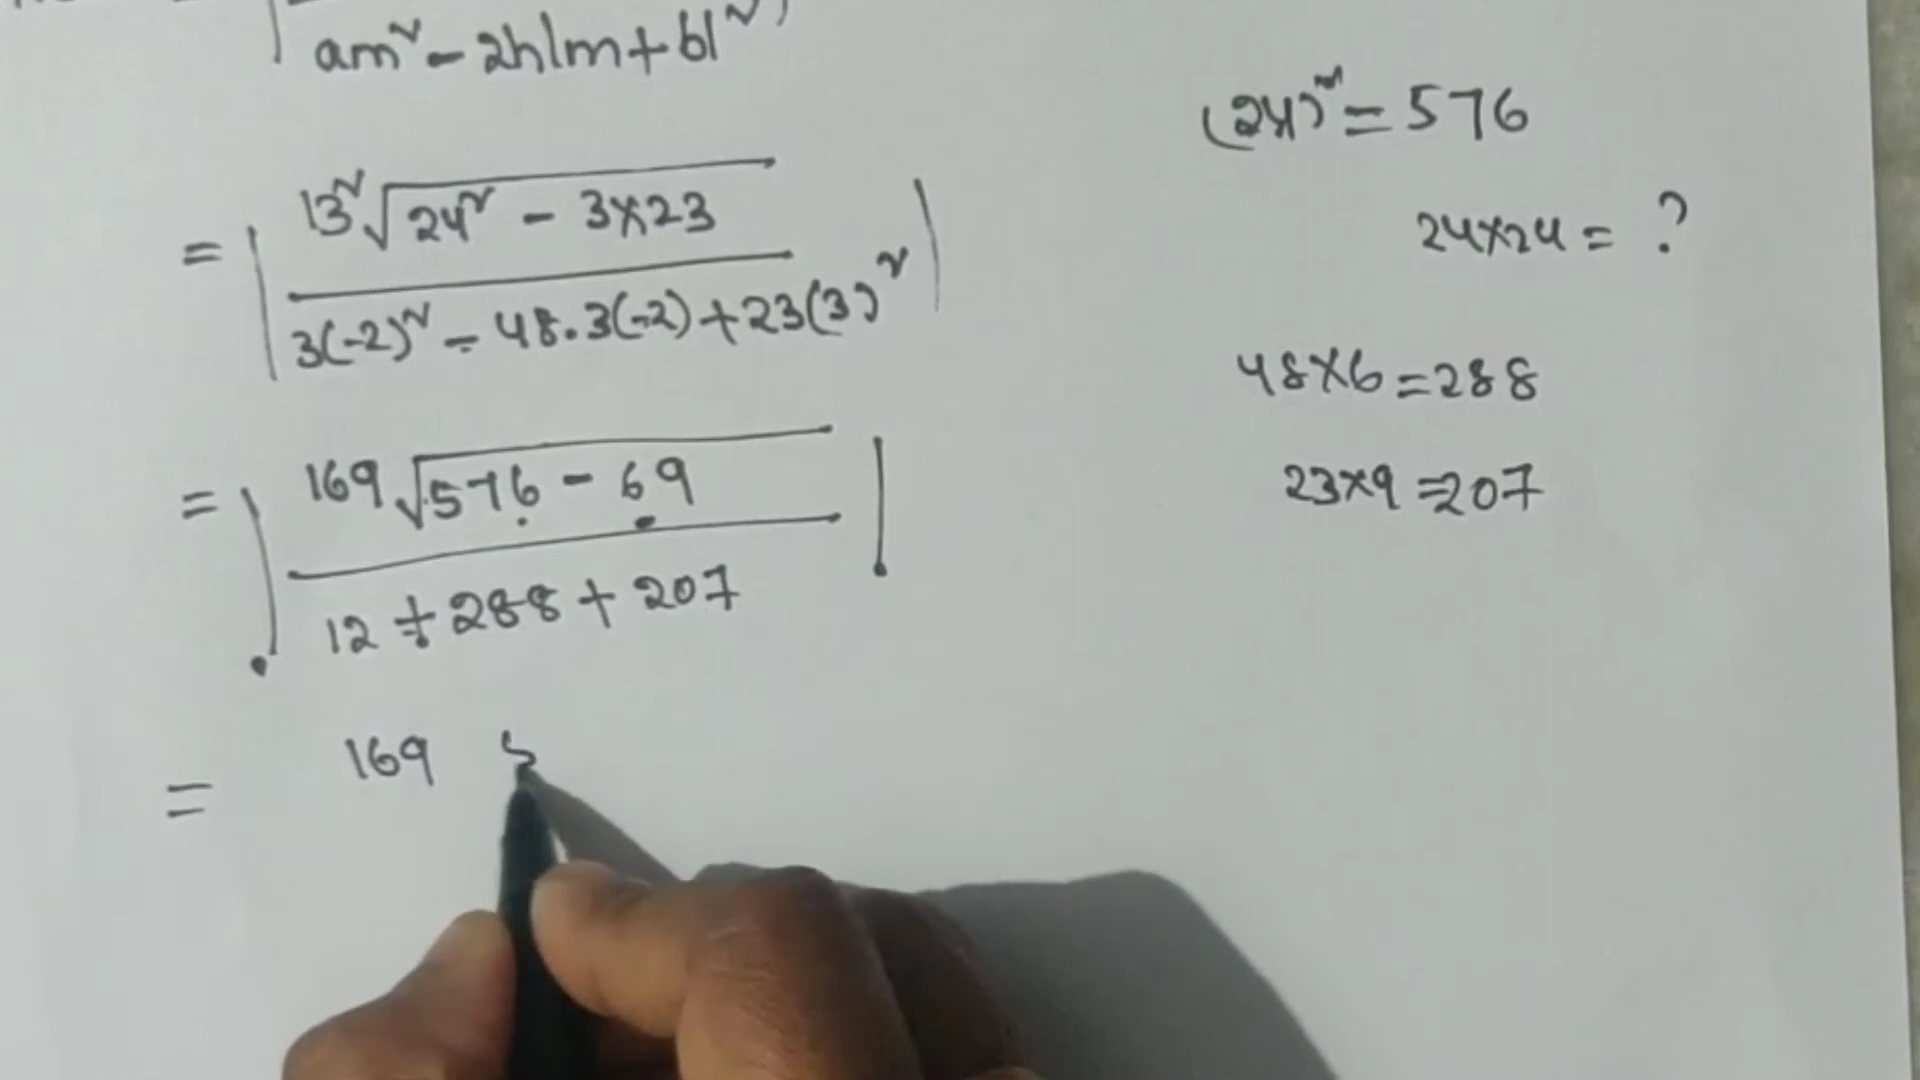 am² - 2hlm + bl²
(24)² = 576
= | 13²√24² - 3×23
3(-2)² - 48.3(-2) + 23(3)² |
24×24 = ?
48×6 = 288
= | 169√576 - 69 |
12 + 288 + 207
23×9 = 207
= 169 5